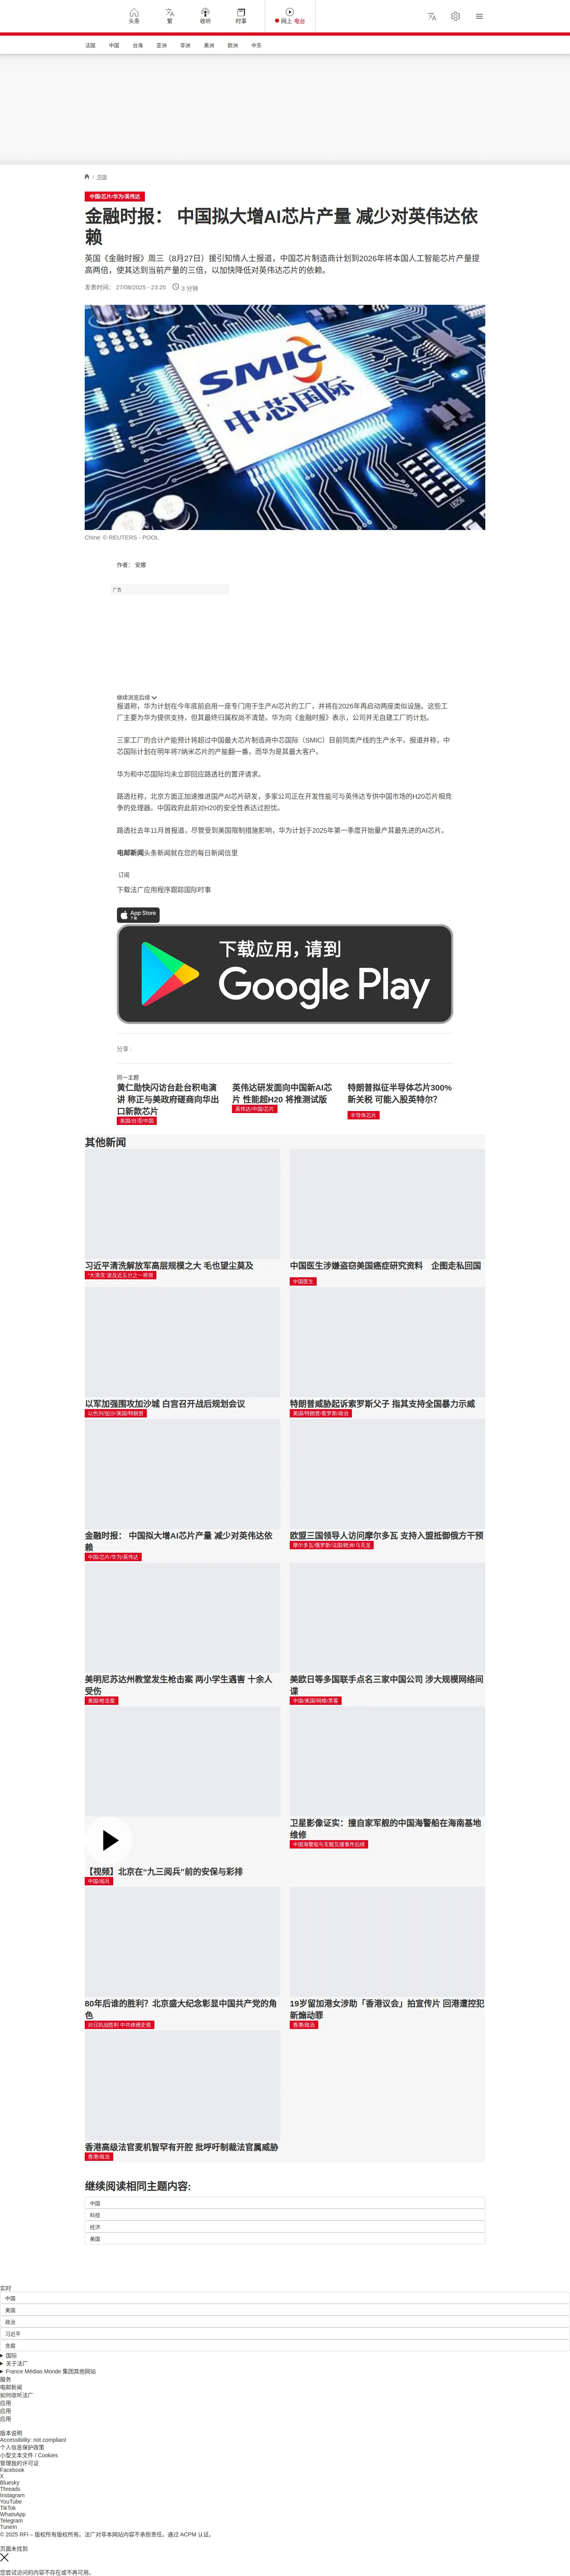 头条
繁
收听
时事
网上 电台
法国
中国
台海
亚洲
非洲
美洲
欧洲
中东
/ 中国
中国/芯片/华为/英伟达
金融时报： 中国拟大增AI芯片产量 减少对英伟达依
赖
英国《金融时报》周三（8月27日）援引知情人士报道，中国芯片制造商计划到2026年将本国人工智能芯片产量提
高两倍，使其达到当前产量的三倍，以加快降低对英伟达芯片的依赖。
发表时间： 27/08/2025 - 23:25
3 分钟
SMIC
中芯国际
Chine © REUTERS - POOL
作者： 安娜
广告
继续浏览后续
报道称，华为计划在今年底前启用一座专门用于生产AI芯片的工厂，并将在2026年再启动两座类似设施。这些工
厂主要为华为提供支持，但其最终归属权尚不清楚。华为向《金融时报》表示，公司并无自建工厂的计划。
三家工厂的合计产能预计将超过中国最大芯片制造商中芯国际（SMIC）目前同类产线的生产水平。报道并称，中
芯国际计划在明年将7纳米芯片的产能翻一番，而华为是其最大客户。
华为和中芯国际均未立即回应路透社的置评请求。
路透社称，北京方面正加速推进国产AI芯片研发，多家公司正在开发性能可与英伟达专供中国市场的H20芯片相竞
争的处理器。中国政府此前对H20的安全性表达过担忧。
路透社去年11月曾报道，尽管受到美国限制措施影响，华为计划于2025年第一季度开始量产其最先进的AI芯片。
电邮新闻头条新闻就在您的每日新闻信里
订阅
下载法广应用程序跟踪国际时事
App Store
下载应用，请到
Google Play
分享 :
同一主题
黄仁勋快闪访台赴台积电演
讲 称正与美政府磋商向华出
口新款芯片
美国/台湾/中国
英伟达研发面向中国新AI芯
片 性能超H20 将推测试版
英伟达/中国/芯片
特朗普拟征半导体芯片300%
新关税 可能入股英特尔?
半导体芯片
其他新闻
习近平清洗解放军高层规模之大 毛也望尘莫及
“大清洗”波及近五分之一将领
中国医生涉嫌盗窃美国癌症研究资料　企图走私回国
中国医生
以军加强围攻加沙城 白宫召开战后规划会议
以色列/加沙/美国/特朗普
特朗普威胁起诉索罗斯父子 指其支持全国暴力示威
美国/特朗普/索罗斯/政治
金融时报： 中国拟大增AI芯片产量 减少对英伟达依
赖
中国/芯片/华为/英伟达
欧盟三国领导人访问摩尔多瓦 支持入盟抵御俄方干预
摩尔多瓦/俄罗斯/法国/欧洲/乌克龙
美明尼苏达州教堂发生枪击案 两小学生遇害 十余人
受伤
美国/枪击案
美欧日等多国联手点名三家中国公司 涉大规模网络间
谍
中国/美国/网络/黑客
【视频】北京在“九三阅兵”前的安保与彩排
中国/阅兵
卫星影像证实：撞自家军舰的中国海警船在海南基地
维修
中国海警船与军舰互撞事件后续
80年后谁的胜利？北京盛大纪念彰显中国共产党的角
色
对日抗战胜利 中共修缮史观
19岁留加港女涉助「香港议会」拍宣传片 回港遭控犯
新煽动罪
香港/政治
香港高级法官麦机智罕有开腔 批呼吁制裁法官属威胁
香港/政治
继续阅读相同主题内容:
中国
科技
经济
美国
实时
中国
美国
政治
习近平
贪腐
国际
关于法广
France Médias Monde 集团其他网站
服务
电邮新闻
如何收听法广
应用
应用
应用
版本说明
Accessibility: not compliant
个人信息保护政策
小型文本文件 / Cookies
管理我的许可证
Facebook
X
Bluesky
Threads
Instagram
YouTube
TikTok
WhatsApp
Telegram
TuneIn
© 2025 RFI – 版权所有版权所有。法广对非本网站内容不承担责任。通过 ACPM 认证。
页面未找到
您尝试访问的内容不存在或不再可用。